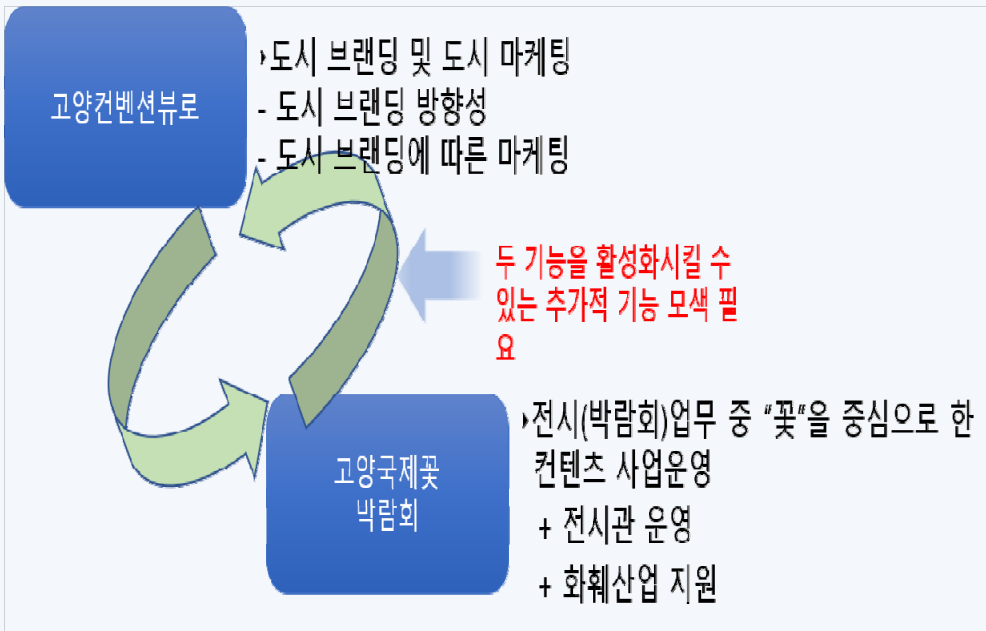 고양컨벤션뷰로
›도시 브랜딩 및 도시 마케팅
- 도시 브랜딩 방향성
- 도시 브랜딩에 따른 마케팅
두 기능을 활성화시킬 수
있는 추가적 기능 모색 필
요
고양국제꽃
박람회
›전시(박람회)업무 중 “꽃“을 중심으로 한
컨텐츠 사업운영
+ 전시관 운영
+ 화훼산업 지원